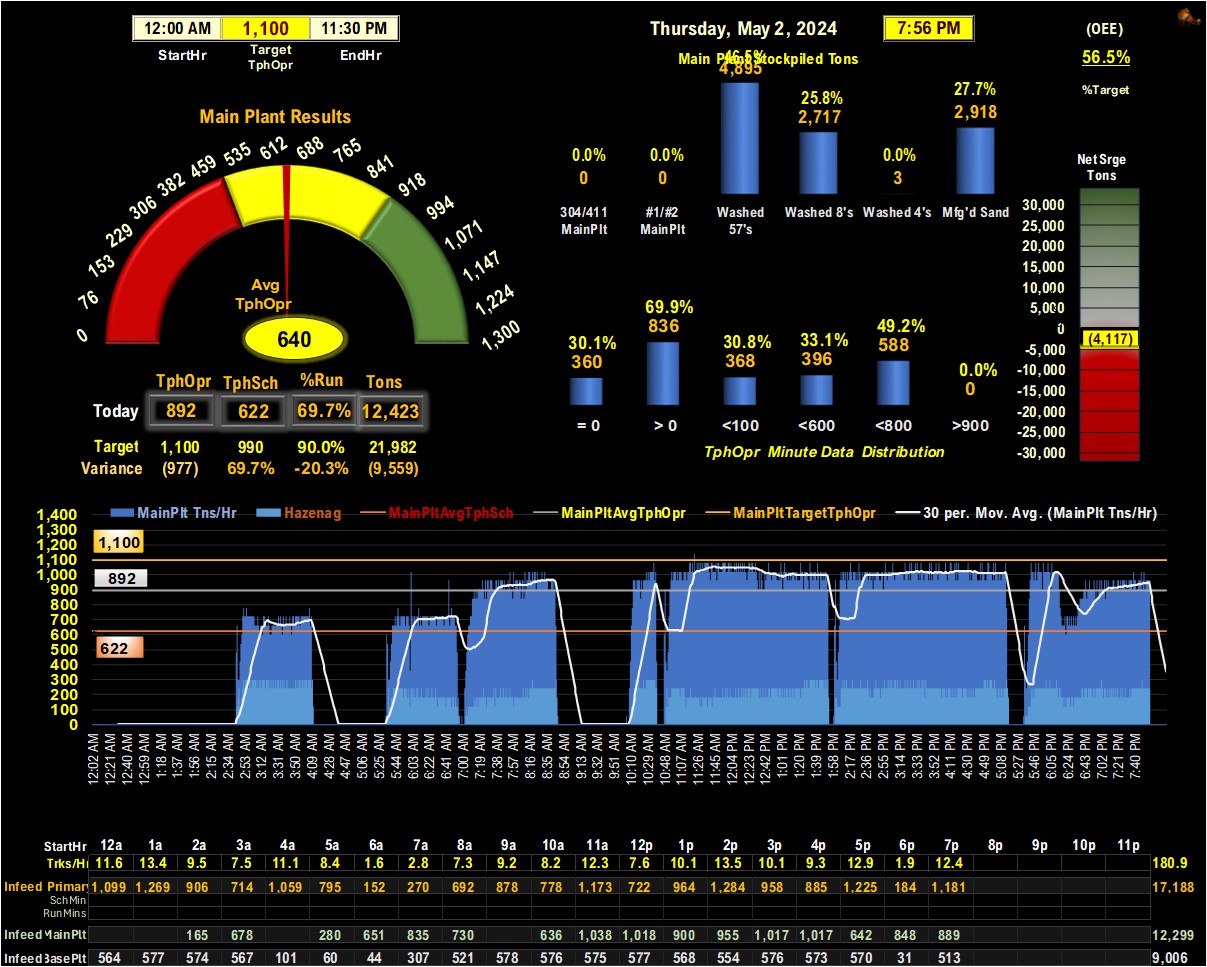 12:00 AM 1,100 11:30 PM
StartHr Target TphOpr EndHr
Thursday, May 2, 2024 7:56 PM (OEE)
56.5%
%Target
Main Plant Stockpiled Tons
46.5% 25.8% 27.7%
4,895 2,717 2,918
0.0% 0.0% 0.0%
0 0 3
304/411 MainPlt #1/#2 MainPlt Washed 57's Washed 8's Washed 4's Mfg'd Sand
Main Plant Results
0 76 153 229 306 382 459 535 612 688 765 841 918 994 1,071 1,147 1,224 1,300
Avg
TphOpr
640
TphOpr TphSch %Run Tons
Today 892 622 69.7% 12,423
Target 1,100 990 90.0% 21,982
Variance (977) 69.7% -20.3% (9,559)
30.1% 69.9% 30.8% 33.1% 49.2% 0.0%
360 836 368 396 588 0
= 0 > 0 <100 <600 <800 >900
TphOpr Minute Data Distribution
Net Srge
Tons
30,000
25,000
20,000
15,000
10,000
5,000
0
(4,117)
-5,000
-10,000
-15,000
-20,000
-25,000
-30,000
MainPlt Tns/Hr Hazenag MainPltAvgTphSch MainPltAvgTphOpr MainPltTargetTphOpr 30 per. Mov. Avg. (MainPlt Tns/Hr)
1,400
1,300
1,200
1,100
1,000
900
800
700
600
500
400
300
200
100
0
1,100
892
622
12:02 AM 12:21 AM 12:40 AM 12:59 AM 1:18 AM 1:37 AM 1:56 AM 2:15 AM 2:34 AM 2:53 AM 3:12 AM 3:31 AM 3:50 AM 4:09 AM 4:28 AM 4:47 AM 5:06 AM 5:25 AM 5:44 AM 6:03 AM 6:22 AM 6:41 AM 7:00 AM 7:19 AM 7:38 AM 7:57 AM 8:16 AM 8:35 AM 8:54 AM 9:13 AM 9:32 AM 9:51 AM 10:10 AM 10:29 AM 10:48 AM 11:07 AM 11:26 AM 11:45 AM 12:04 PM 12:23 PM 12:42 PM 1:01 PM 1:20 PM 1:39 PM 1:58 PM 2:17 PM 2:36 PM 2:55 PM 3:14 PM 3:33 PM 3:52 PM 4:11 PM 4:30 PM 4:49 PM 5:08 PM 5:27 PM 5:46 PM 6:05 PM 6:24 PM 6:43 PM 7:02 PM 7:21 PM 7:40 PM
StartHr 12a 1a 2a 3a 4a 5a 6a 7a 8a 9a 10a 11a 12p 1p 2p 3p 4p 5p 6p 7p 8p 9p 10p 11p
Trks/Hr 11.6 13.4 9.5 7.5 11.1 8.4 1.6 2.8 7.3 9.2 8.2 12.3 7.6 10.1 13.5 10.1 9.3 12.9 1.9 12.4 180.9
Infeed Primary 1,099 1,269 906 714 1,059 795 152 270 692 878 778 1,173 722 964 1,284 958 885 1,225 184 1,181 17,188
SchMin
RunMins
Infeed MainPlt 165 678 280 651 835 730 636 1,038 1,018 900 955 1,017 1,017 642 848 889 12,299
Infeed BasePlt 564 577 574 567 101 60 44 307 521 578 576 575 577 568 554 576 573 570 31 513 9,006